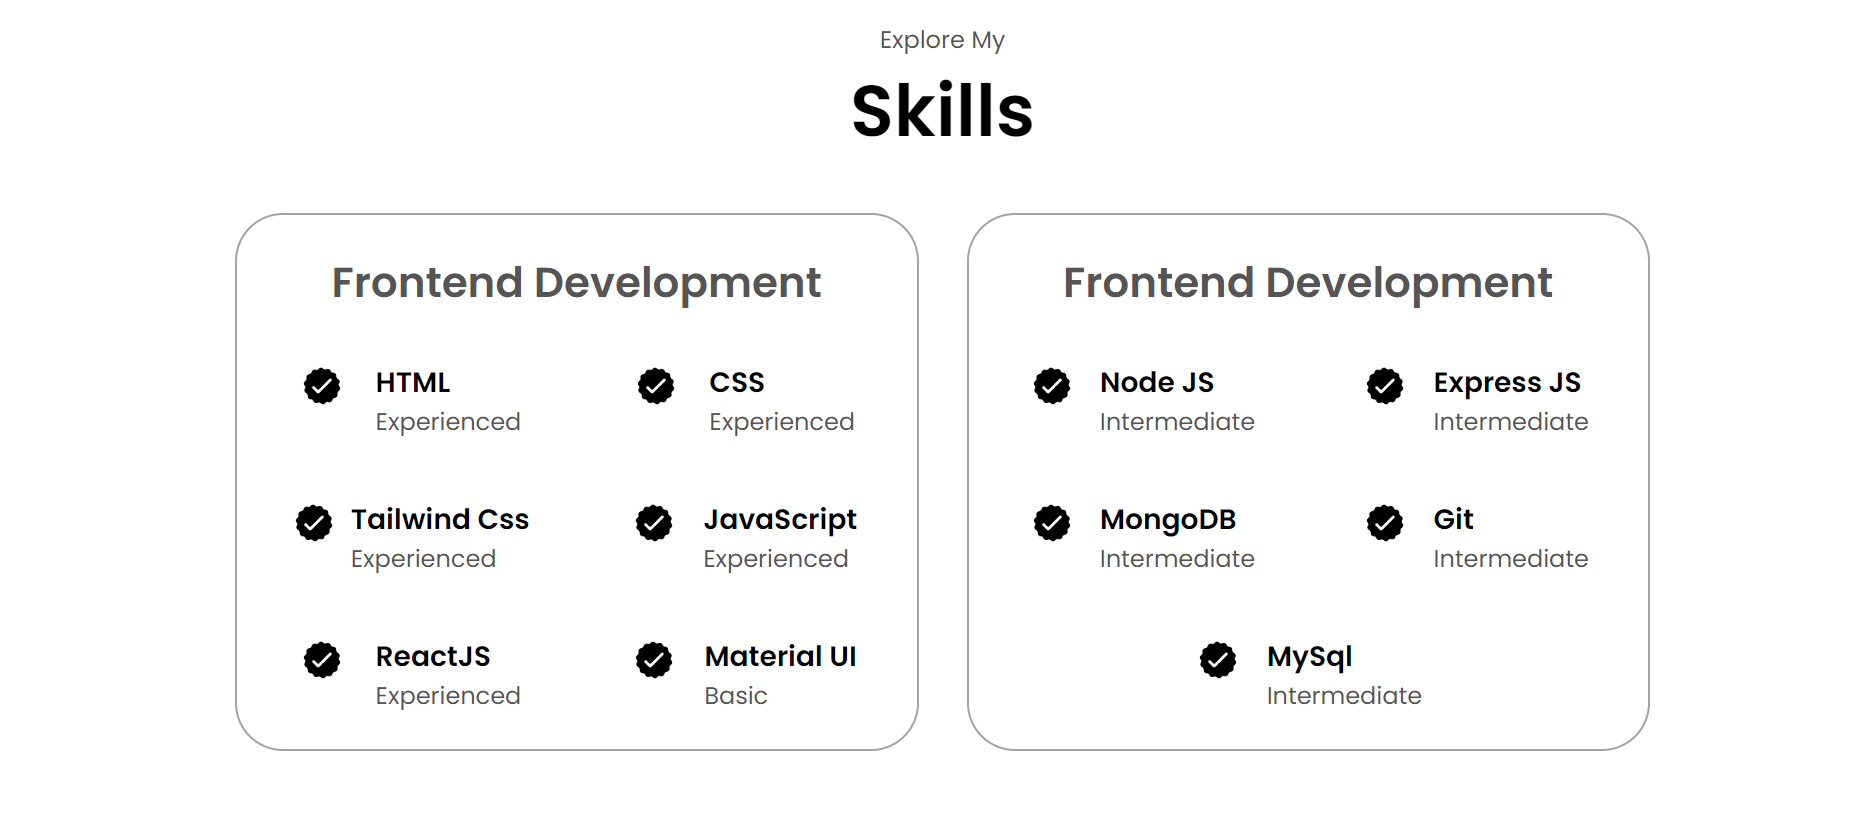 Explore My
Skills
Frontend Development
HTML
Experienced
CSS
Experienced
Tailwind Css
Experienced
JavaScript
Experienced
ReactJS
Experienced
Material UI
Basic
Frontend Development
Node JS
Intermediate
Express JS
Intermediate
MongoDB
Intermediate
Git
Intermediate
MySql
Intermediate